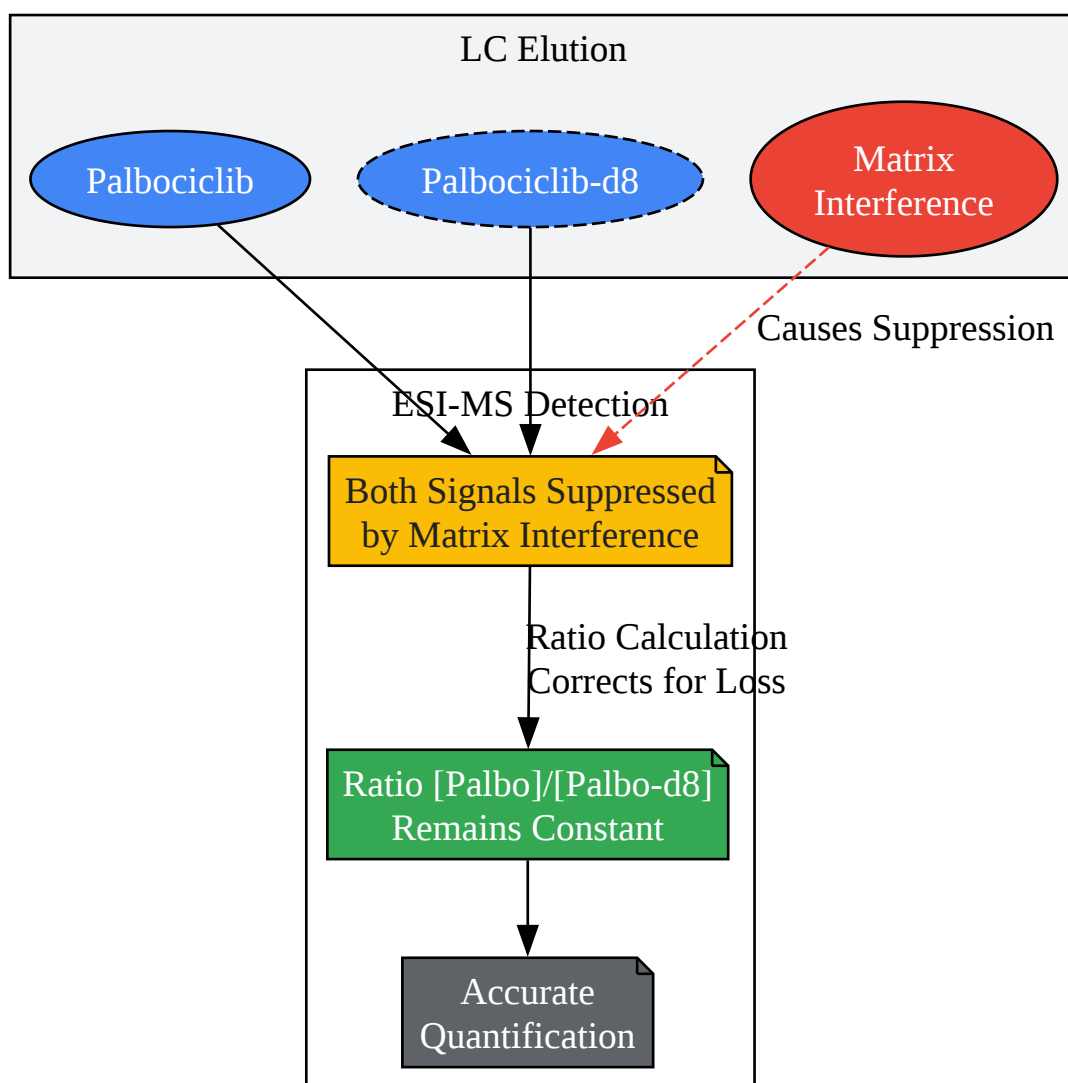 LC Elution
Palbociclib
Palbociclib-d8
Matrix
Interference
Causes Suppression
ESI-MS Detection
Both Signals Suppressed
by Matrix Interference
Ratio Calculation
Corrects for Loss
Ratio [Palbo]/[Palbo-d8]
Remains Constant
Accurate
Quantification